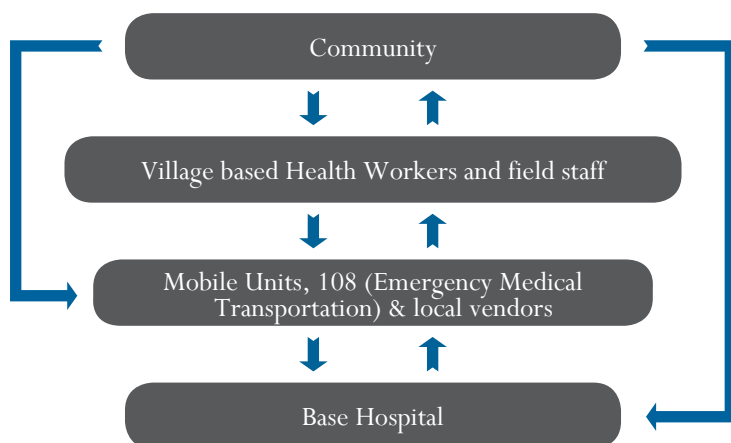 Community
Village based Health Workers and field staff
Mobile Units, 108 (Emergency Medical
Transportation) & local vendors
Base Hospital